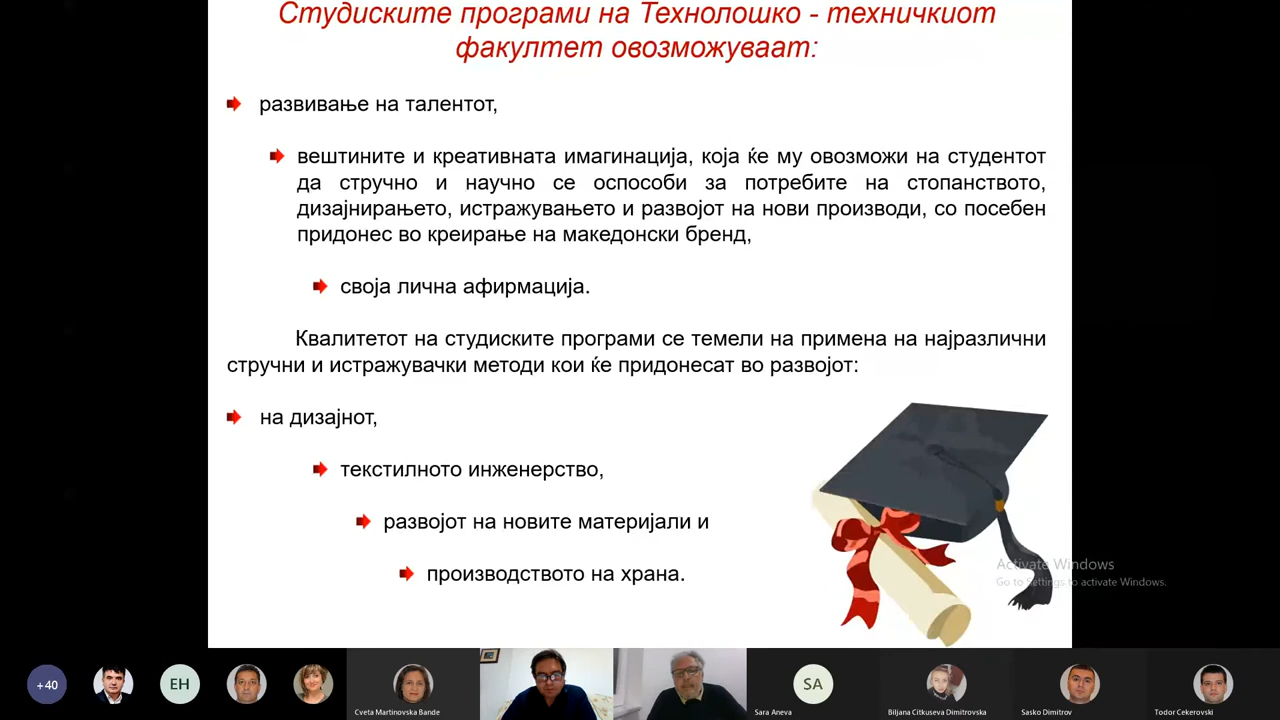 Студиските програми на Технолошко - техничкиот
факултет овозможуваат:
развивање на талентот,
вештините и креативната имагинација, која ќе му овозможи на студентот
да стручно и научно се оспособи за потребите на стопанството,
дизајнирањето, истражувањето и развојот на нови производи, со посебен
придонес во креирање на македонски бренд,
своја лична афирмација.
Квалитетот на студиските програми се темели на примена на најразлични
стручни и истражувачки методи кои ќе придонесат во развојот:
на дизајнот,
текстилното инженерство,
развојот на новите материјали и
производството на храна.
Activate Windows
Go to Settings to activate Windows.
+40
EH
SA
Cveta Martinovska Bande
Sara Aneva
Biljana Citkuseva Dimitrovska
Sasko Dimitrov
Todor Cekerovski